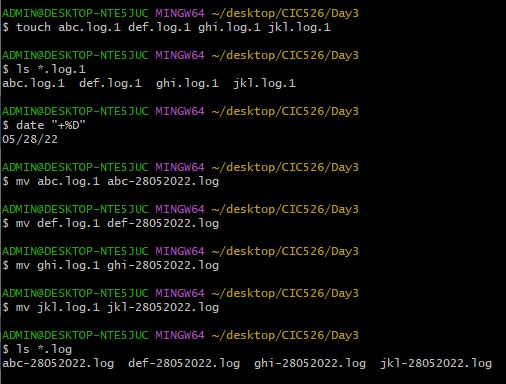 ADMIN@DESKTOP-NTE5JUC MINGW64 ~/desktop/CIC526/Day3
$ touch abc.log.1 def.log.1 ghi.log.1 jkl.log.1
ADMIN@DESKTOP-NTE5JUC MINGW64 ~/desktop/CIC526/Day3
$ ls *.log.1
abc.log.1  def.log.1  ghi.log.1  jkl.log.1
ADMIN@DESKTOP-NTE5JUC MINGW64 ~/desktop/CIC526/Day3
$ date "+%D"
05/28/22
ADMIN@DESKTOP-NTE5JUC MINGW64 ~/desktop/CIC526/Day3
$ mv abc.log.1 abc-28052022.log
ADMIN@DESKTOP-NTE5JUC MINGW64 ~/desktop/CIC526/Day3
$ mv def.log.1 def-28052022.log
ADMIN@DESKTOP-NTE5JUC MINGW64 ~/desktop/CIC526/Day3
$ mv ghi.log.1 ghi-28052022.log
ADMIN@DESKTOP-NTE5JUC MINGW64 ~/desktop/CIC526/Day3
$ mv jkl.log.1 jkl-28052022.log
ADMIN@DESKTOP-NTE5JUC MINGW64 ~/desktop/CIC526/Day3
$ ls *.log
abc-28052022.log  def-28052022.log  ghi-28052022.log  jkl-28052022.log